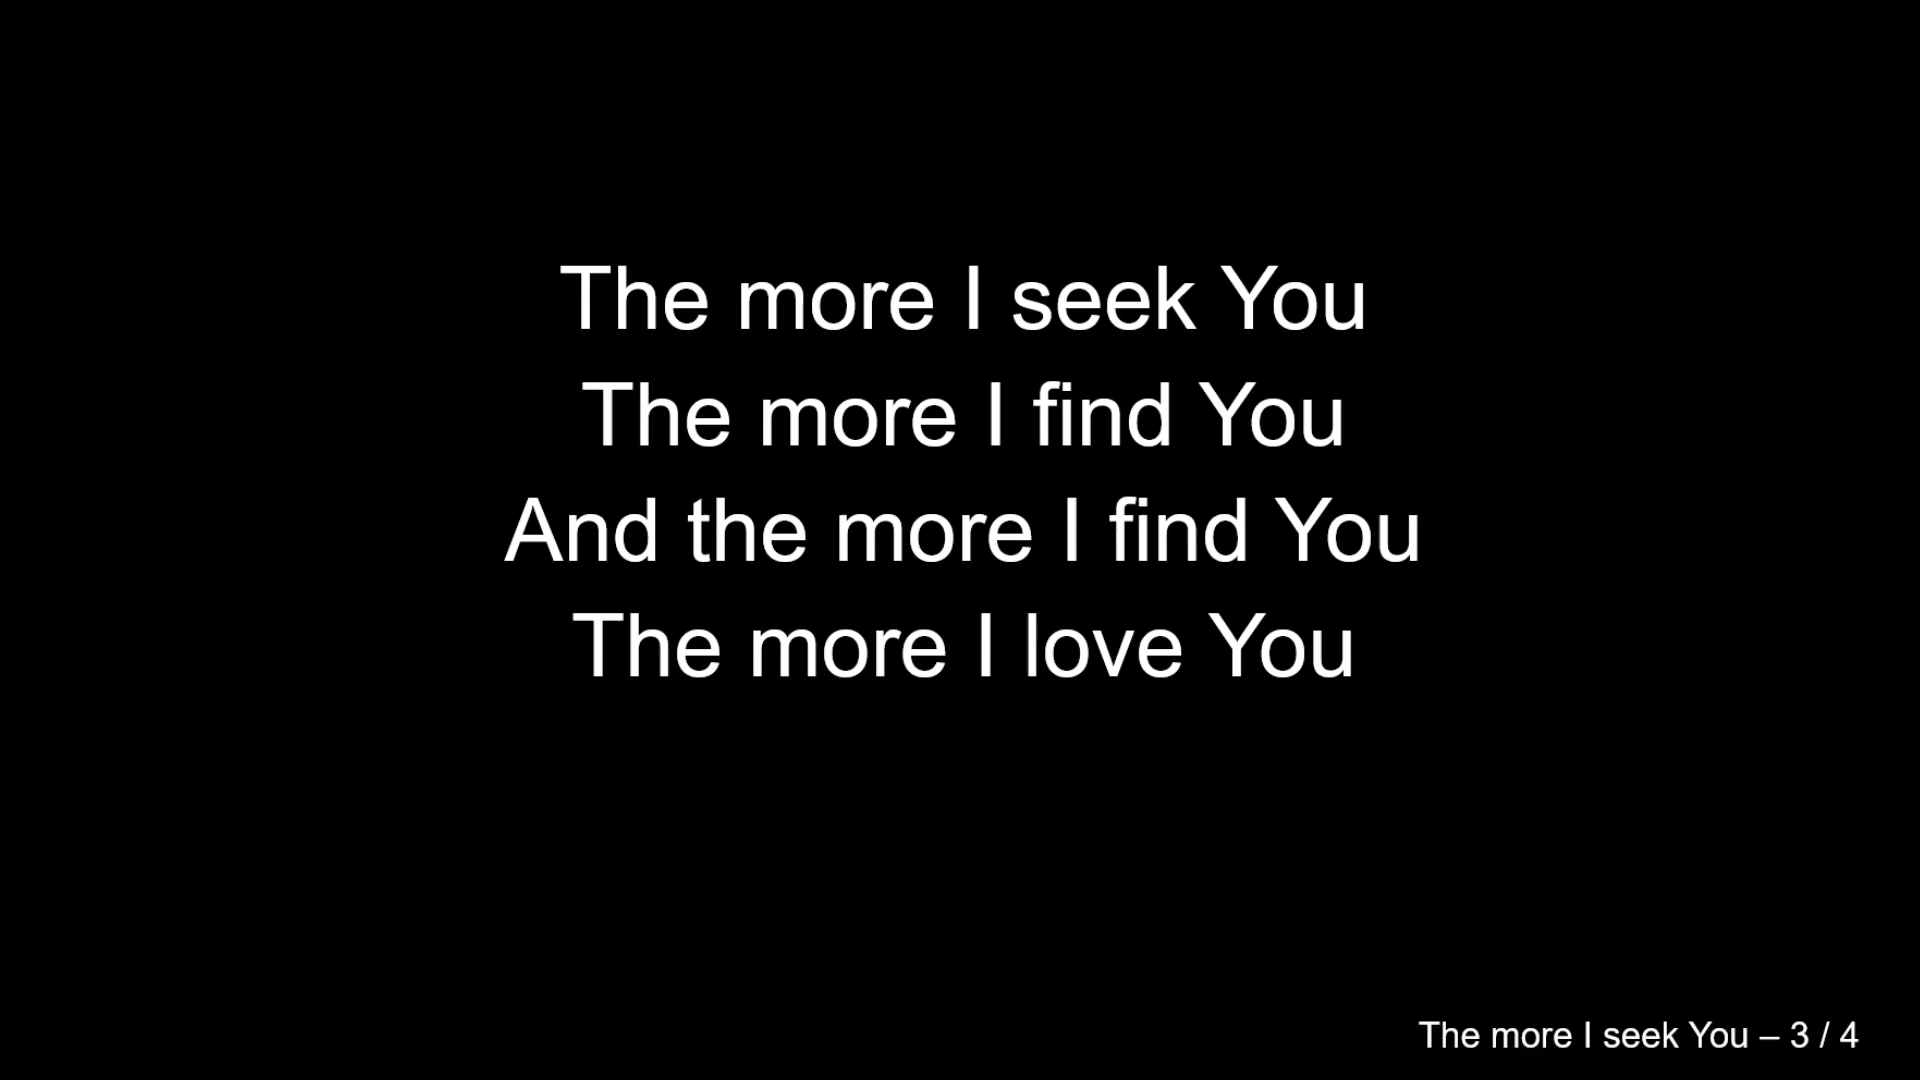 The more I seek You
The more I find You
And the more I find You
The more I love You
The more I seek You – 3 / 4